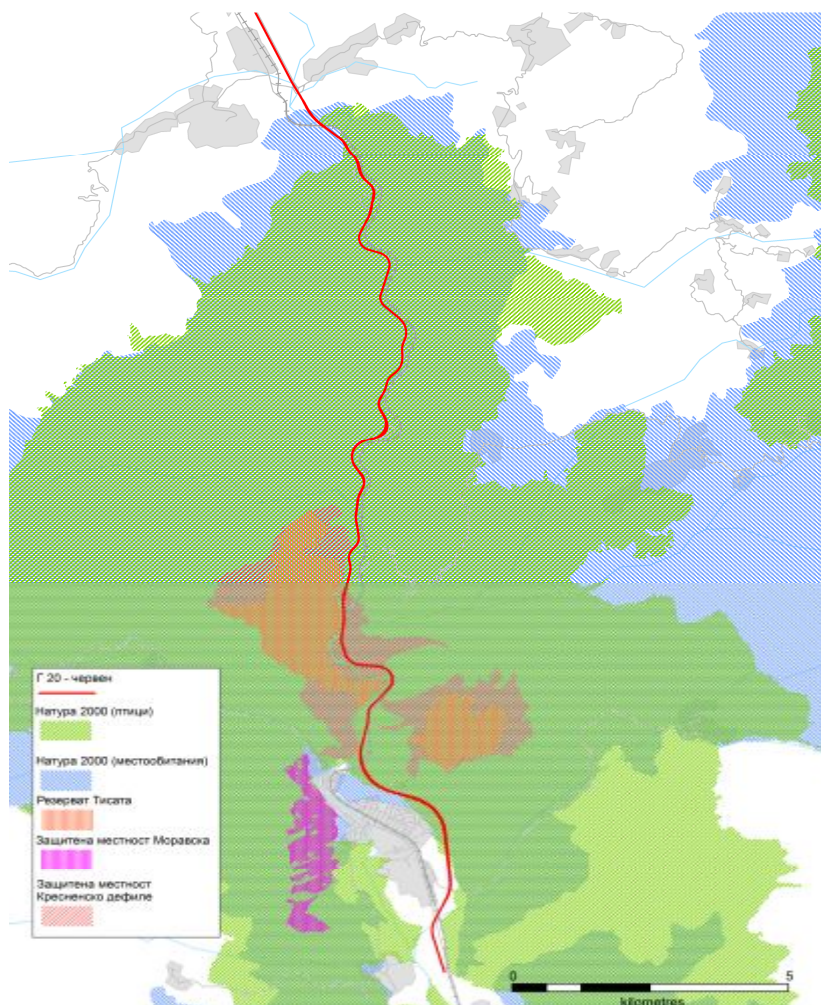 Г 20 - червен
Натура 2000 (птици)
Натура 2000 (местообитания)
Резерват Тисата
Защитена местност Моравска
Защитена местност
Кресненско дефиле
0 5
kilometres